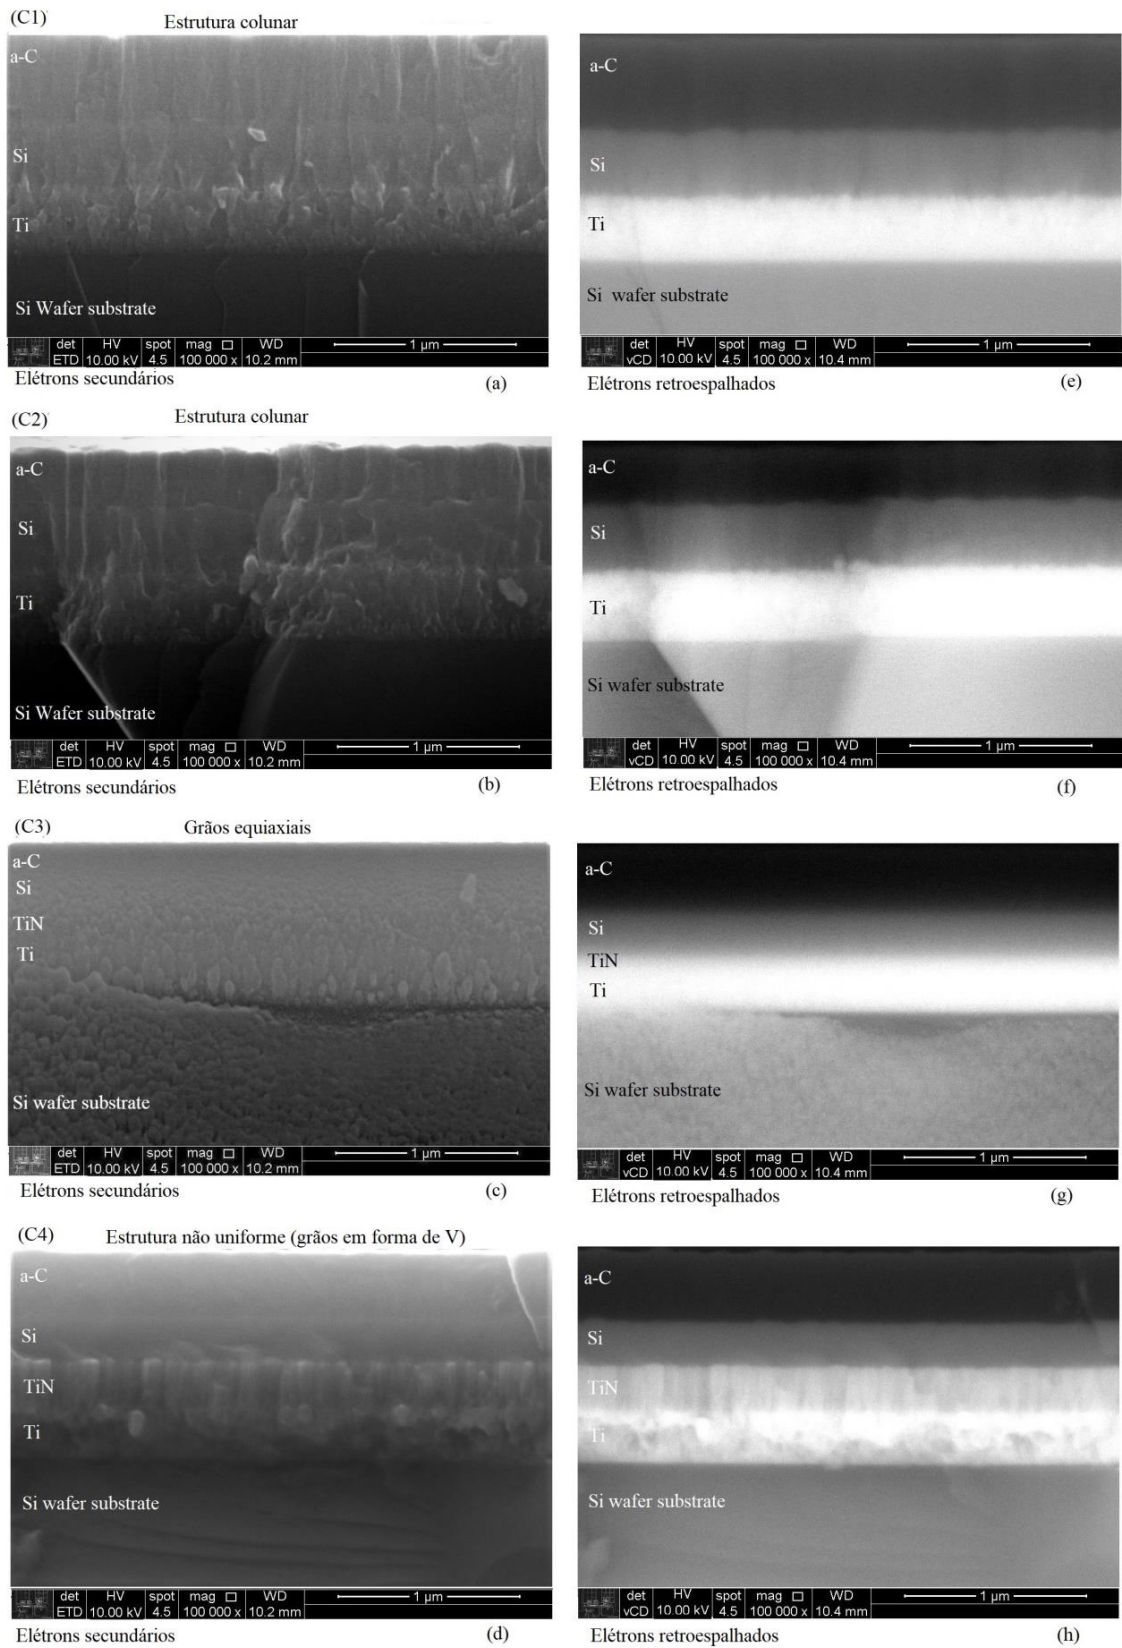 (C1)
Estrutura colunar
a-C
Si
Ti
Si Wafer substrate
det HV spot mag WD
ETD 10.00 kV 4.5 100 000 x 10.2 mm
1 µm
Elétrons secundários
(a)
a-C
Si
Ti
Si wafer substrate
det HV spot mag WD
vCD 10.00 kV 4.5 100 000 x 10.4 mm
1 µm
Elétrons retroespalhados
(e)
(C2)
Estrutura colunar
a-C
Si
Ti
Si Wafer substrate
det HV spot mag WD
ETD 10.00 kV 4.5 100 000 x 10.2 mm
1 µm
Elétrons secundários
(b)
a-C
Si
Ti
Si wafer substrate
det HV spot mag WD
vCD 10.00 kV 4.5 100 000 x 10.4 mm
1 µm
Elétrons retroespalhados
(f)
(C3)
Grãos equiaxiais
a-C
Si
TiN
Ti
Si wafer substrate
det HV spot mag WD
ETD 10.00 kV 4.5 100 000 x 10.2 mm
1 µm
Elétrons secundários
(c)
a-C
Si
TiN
Ti
Si wafer substrate
det HV spot mag WD
vCD 10.00 kV 4.5 100 000 x 10.4 mm
1 µm
Elétrons retroespalhados
(g)
(C4)
Estrutura não uniforme (grãos em forma de V)
a-C
Si
TiN
Ti
Si wafer substrate
det HV spot mag WD
ETD 10.00 kV 4.5 100 000 x 10.2 mm
1 µm
Elétrons secundários
(d)
a-C
Si
TiN
Ti
Si wafer substrate
det HV spot mag WD
vCD 10.00 kV 4.5 100 000 x 10.4 mm
1 µm
Elétrons retroespalhados
(h)